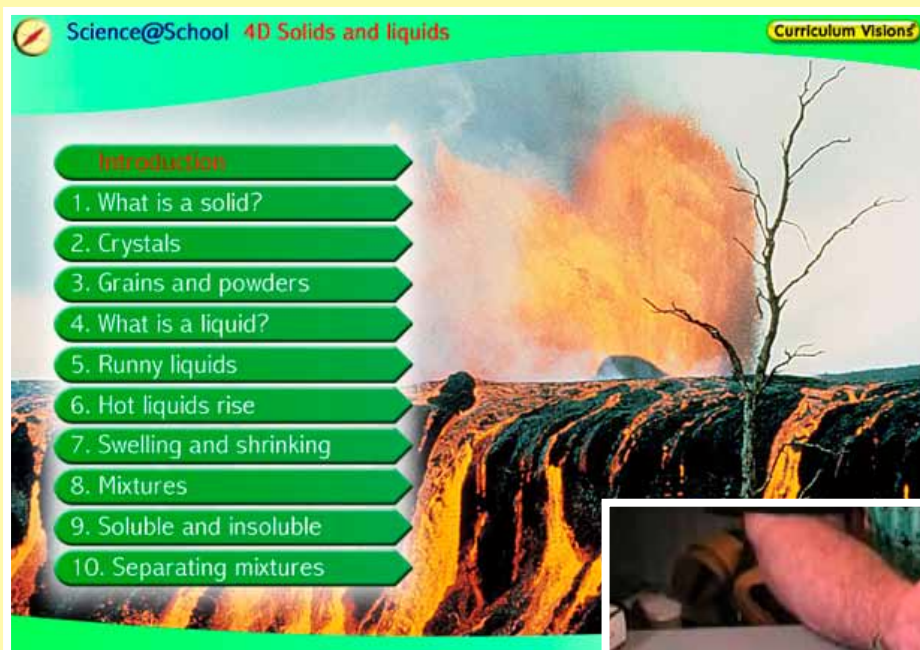 Science@School 4D Solids and liquids
Curriculum Visions
Introduction
1. What is a solid?
2. Crystals
3. Grains and powders
4. What is a liquid?
5. Runny liquids
6. Hot liquids rise
7. Swelling and shrinking
8. Mixtures
9. Soluble and insoluble
10. Separating mixtures